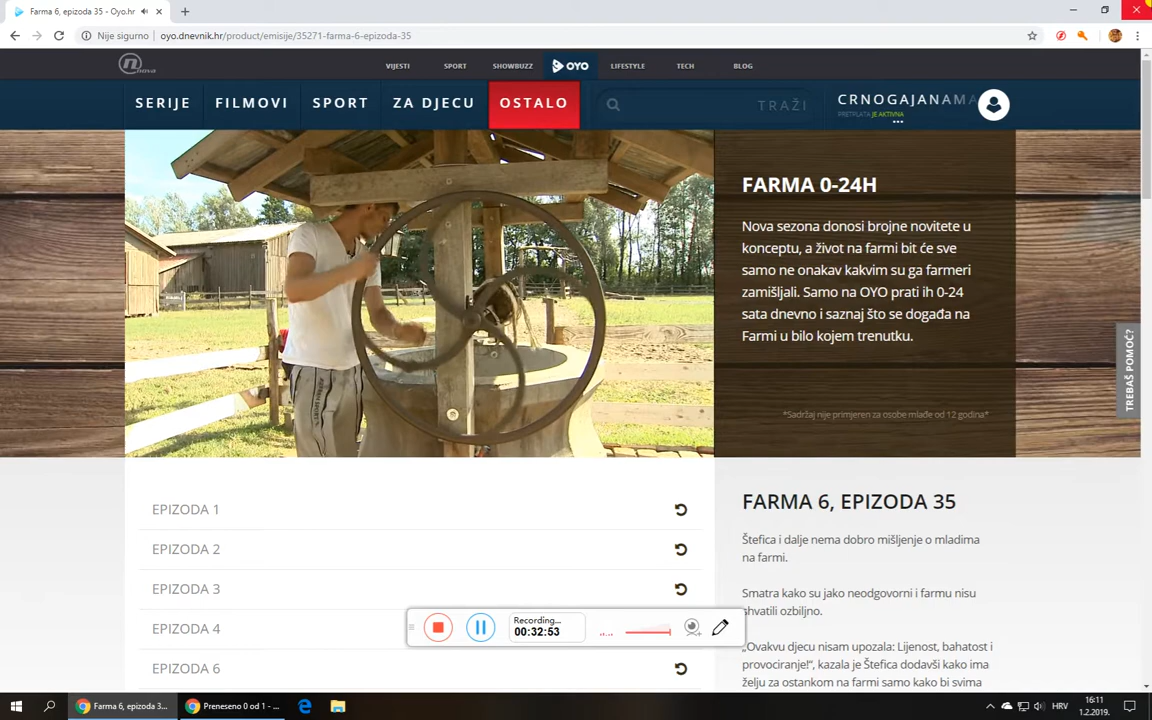 Farma 6, epizoda 35 - Oyo.hr
Nije sigurno
oyo.dnevnik.hr/product/emisije/35271-farma-6-epizoda-35
nova
VIJESTI
SPORT
SHOWBUZZ
OYO
LIFESTYLE
TECH
BLOG
SERIJE
FILMOVI
SPORT
ZA DJECU
OSTALO
TRAŽI
CRNOGAJANAMA
PRETPLATA JE AKTIVNA
FARMA 0-24H
Nova sezona donosi brojne novitete u
konceptu, a život na farmi bit će sve
samo ne onakav kakvim su ga farmeri
zamišljali. Samo na OYO prati ih 0-24
sata dnevno i saznaj što se događa na
Farmi u bilo kojem trenutku.
*Sadržaj nije primjeren za osobe mlađe od 12 godina*
TREBAŠ POMOĆ?
EPIZODA 1
EPIZODA 2
EPIZODA 3
EPIZODA 4
EPIZODA 6
FARMA 6, EPIZODA 35
Štefica i dalje nema dobro mišljenje o mladima
na farmi.
Smatra kako su jako neodgovorni i farmu nisu
shvatili ozbiljno.
„Ovakvu djecu nisam upozala: Lijenost, bahatost i
provociranje!“, kazala je Štefica dodavši kako ima
želju za ostankom na farmi samo kako bi svima
Recording...
00:32:53
Farma 6, epizoda 3...
Preneseno 0 od 1 - ...
HRV
16:11
1.2.2019.